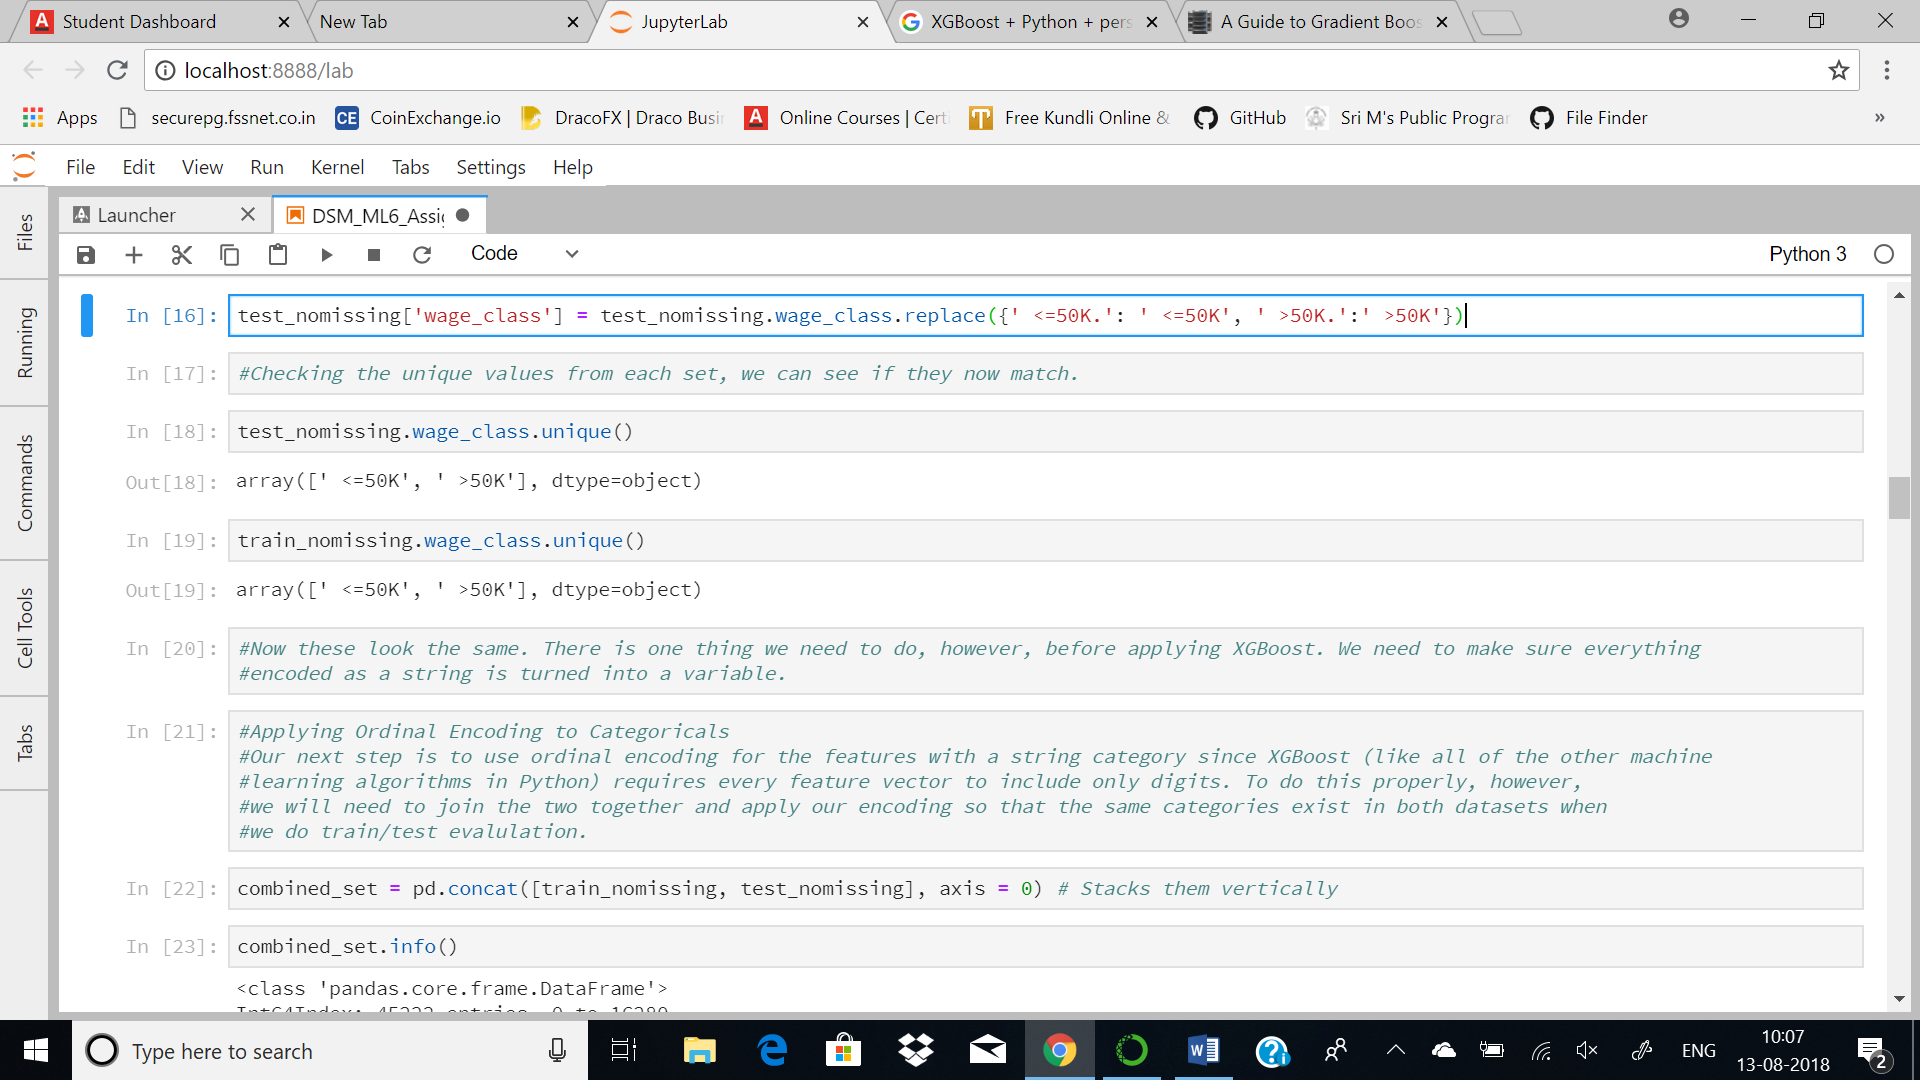 Student Dashboard
New Tab
JupyterLab
XGBoost + Python + pers
A Guide to Gradient Boos
localhost:8888/lab
Apps
securepg.fssnet.co.in
CE CoinExchange.io
DracoFX | Draco Busi
A Online Courses | Certi
T Free Kundli Online &
GitHub
Sri M's Public Program
File Finder
»
File Edit View Run Kernel Tabs Settings Help
Files
Running
Commands
Cell Tools
Tabs
Launcher
DSM_ML6_Assi
Code
Python 3
In [16]: test_nomissing['wage_class'] = test_nomissing.wage_class.replace({' <=50K.': ' <=50K', ' >50K.':' >50K'})
In [17]: #Checking the unique values from each set, we can see if they now match.
In [18]: test_nomissing.wage_class.unique()
Out[18]: array([' <=50K', ' >50K'], dtype=object)
In [19]: train_nomissing.wage_class.unique()
Out[19]: array([' <=50K', ' >50K'], dtype=object)
In [20]: #Now these look the same. There is one thing we need to do, however, before applying XGBoost. We need to make sure everything
#encoded as a string is turned into a variable.
In [21]: #Applying Ordinal Encoding to Categoricals
#Our next step is to use ordinal encoding for the features with a string category since XGBoost (like all of the other machine
#learning algorithms in Python) requires every feature vector to include only digits. To do this properly, however,
#we will need to join the two together and apply our encoding so that the same categories exist in both datasets when
#we do train/test evalulation.
In [22]: combined_set = pd.concat([train_nomissing, test_nomissing], axis = 0) # Stacks them vertically
In [23]: combined_set.info()
<class 'pandas.core.frame.DataFrame'>
Int64Index: 45222 entries, 0 to 16280
Type here to search
ENG
10:07
13-08-2018
2